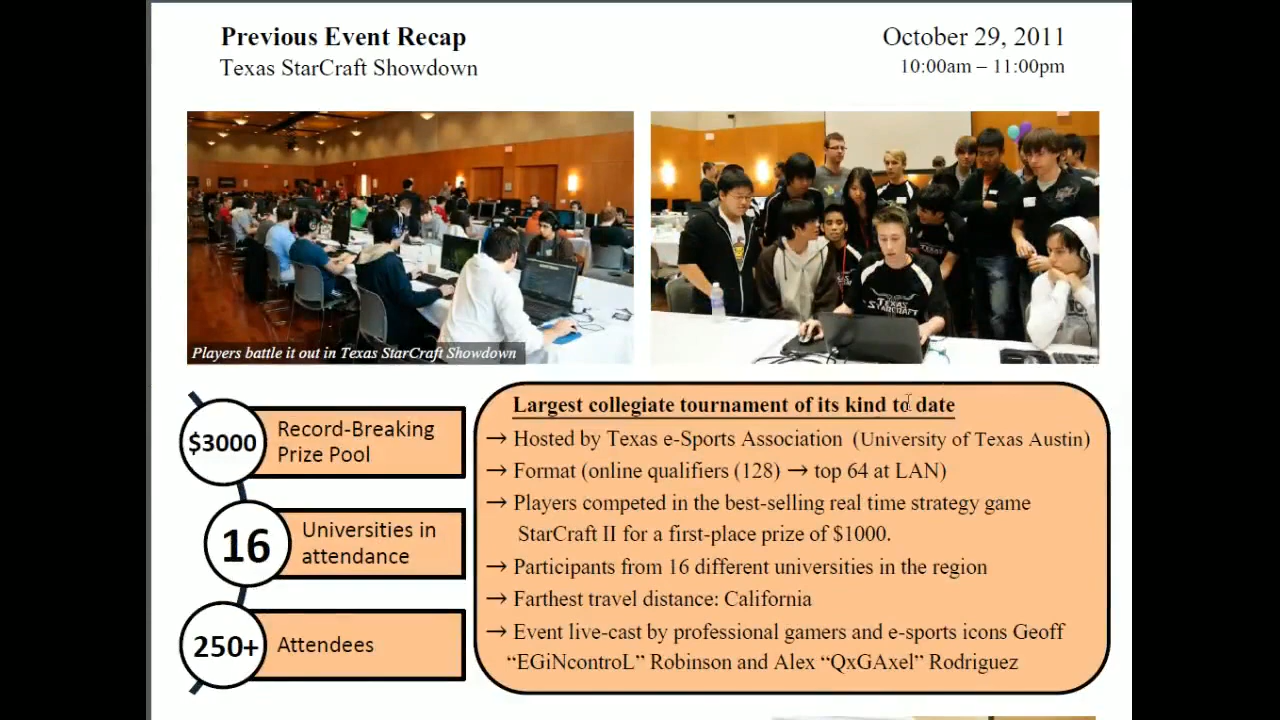 Previous Event Recap
October 29, 2011
Texas StarCraft Showdown
10:00am – 11:00pm
Players battle it out in Texas StarCraft Showdown
TEXAS
STARCRAFT
$3000
Record-Breaking
Prize Pool
16
Universities in
attendance
250+
Attendees
Largest collegiate tournament of its kind to date
→ Hosted by Texas e-Sports Association (University of Texas Austin)
→ Format (online qualifiers (128) → top 64 at LAN)
→ Players competed in the best-selling real time strategy game
StarCraft II for a first-place prize of $1000.
→ Participants from 16 different universities in the region
→ Farthest travel distance: California
→ Event live-cast by professional gamers and e-sports icons Geoff
“EGiNcontroL” Robinson and Alex “QxGAxel” Rodriguez